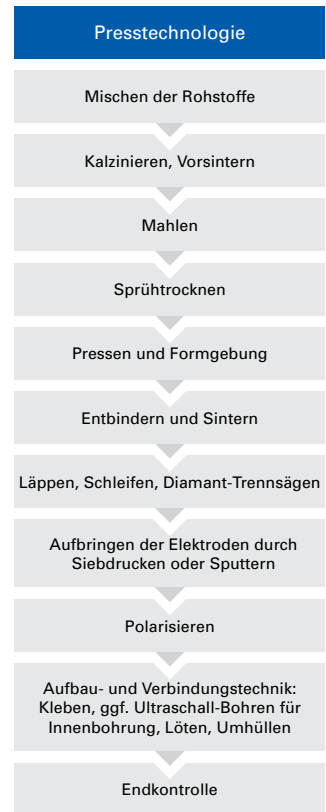 Presstechnologie
Mischen der Rohstoffe
Kalzinieren, Vorsintern
Mahlen
Sprühtrocknen
Pressen und Formgebung
Entbindern und Sintern
Läppen, Schleifen, Diamant-Trennsägen
Aufbringen der Elektroden durch
Siebdrucken oder Sputtern
Polarisieren
Aufbau- und Verbindungstechnik:
Kleben, ggf. Ultraschall-Bohren für
Innenbohrung, Löten, Umhüllen
Endkontrolle